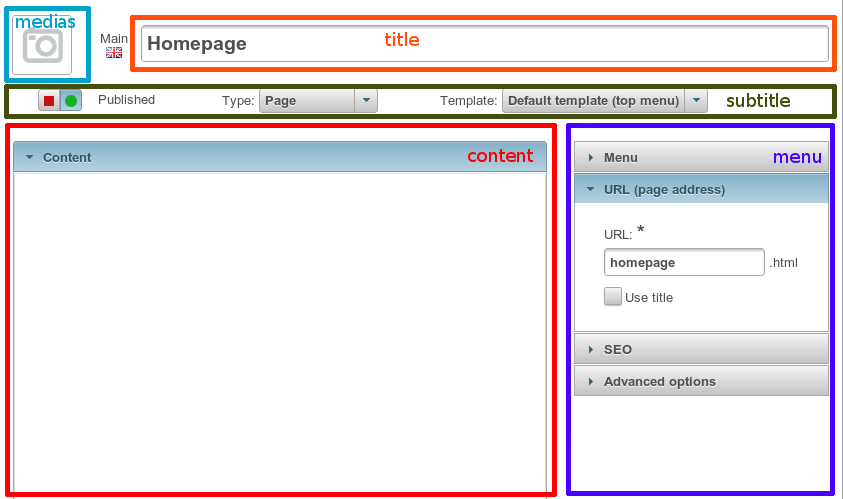 medias
Main
Homepage
title
Published
Type:
Page
Template:
Default template (top menu)
subtitle
Content
content
Menu
menu
URL (page address)
URL: *
homepage
.html
Use title
SEO
Advanced options